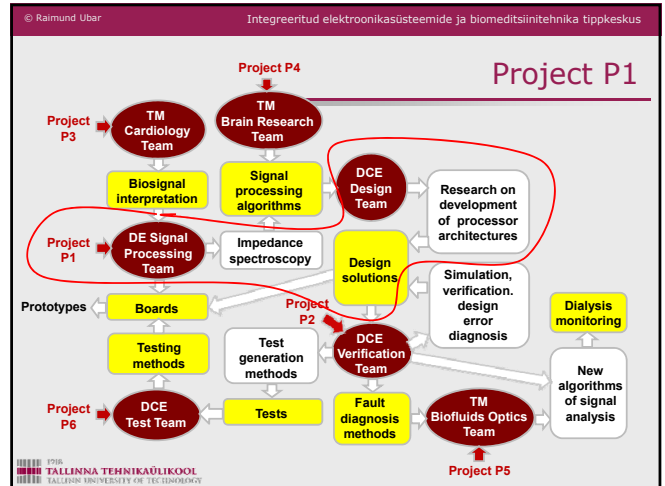 © Raimund Ubar
Integreeritud elektroonikasüsteemide ja biomeditsiinitehnika tippkeskus
Project P1
Project P4
Project
P3
TM
Cardiology
Team
TM
Brain Research
Team
Biosignal
interpretation
Signal
processing
algorithms
DCE
Design
Team
Research on
development
of processor
architectures
Project
P1
DE Signal
Processing
Team
Impedance
spectroscopy
Design
solutions
Simulation,
verification.
design
error
diagnosis
Prototypes
Boards
Project
P2
Dialysis
monitoring
Testing
methods
Test
generation
methods
DCE
Verification
Team
New
algorithms
of signal
analysis
Project
P6
DCE
Test Team
Tests
Fault
diagnosis
methods
TM
Biofluids Optics
Team
Project P5
1918
TALLINNA TEHNIKAÜLIKOOL
TALLINN UNIVERSITY OF TECHNOLOGY